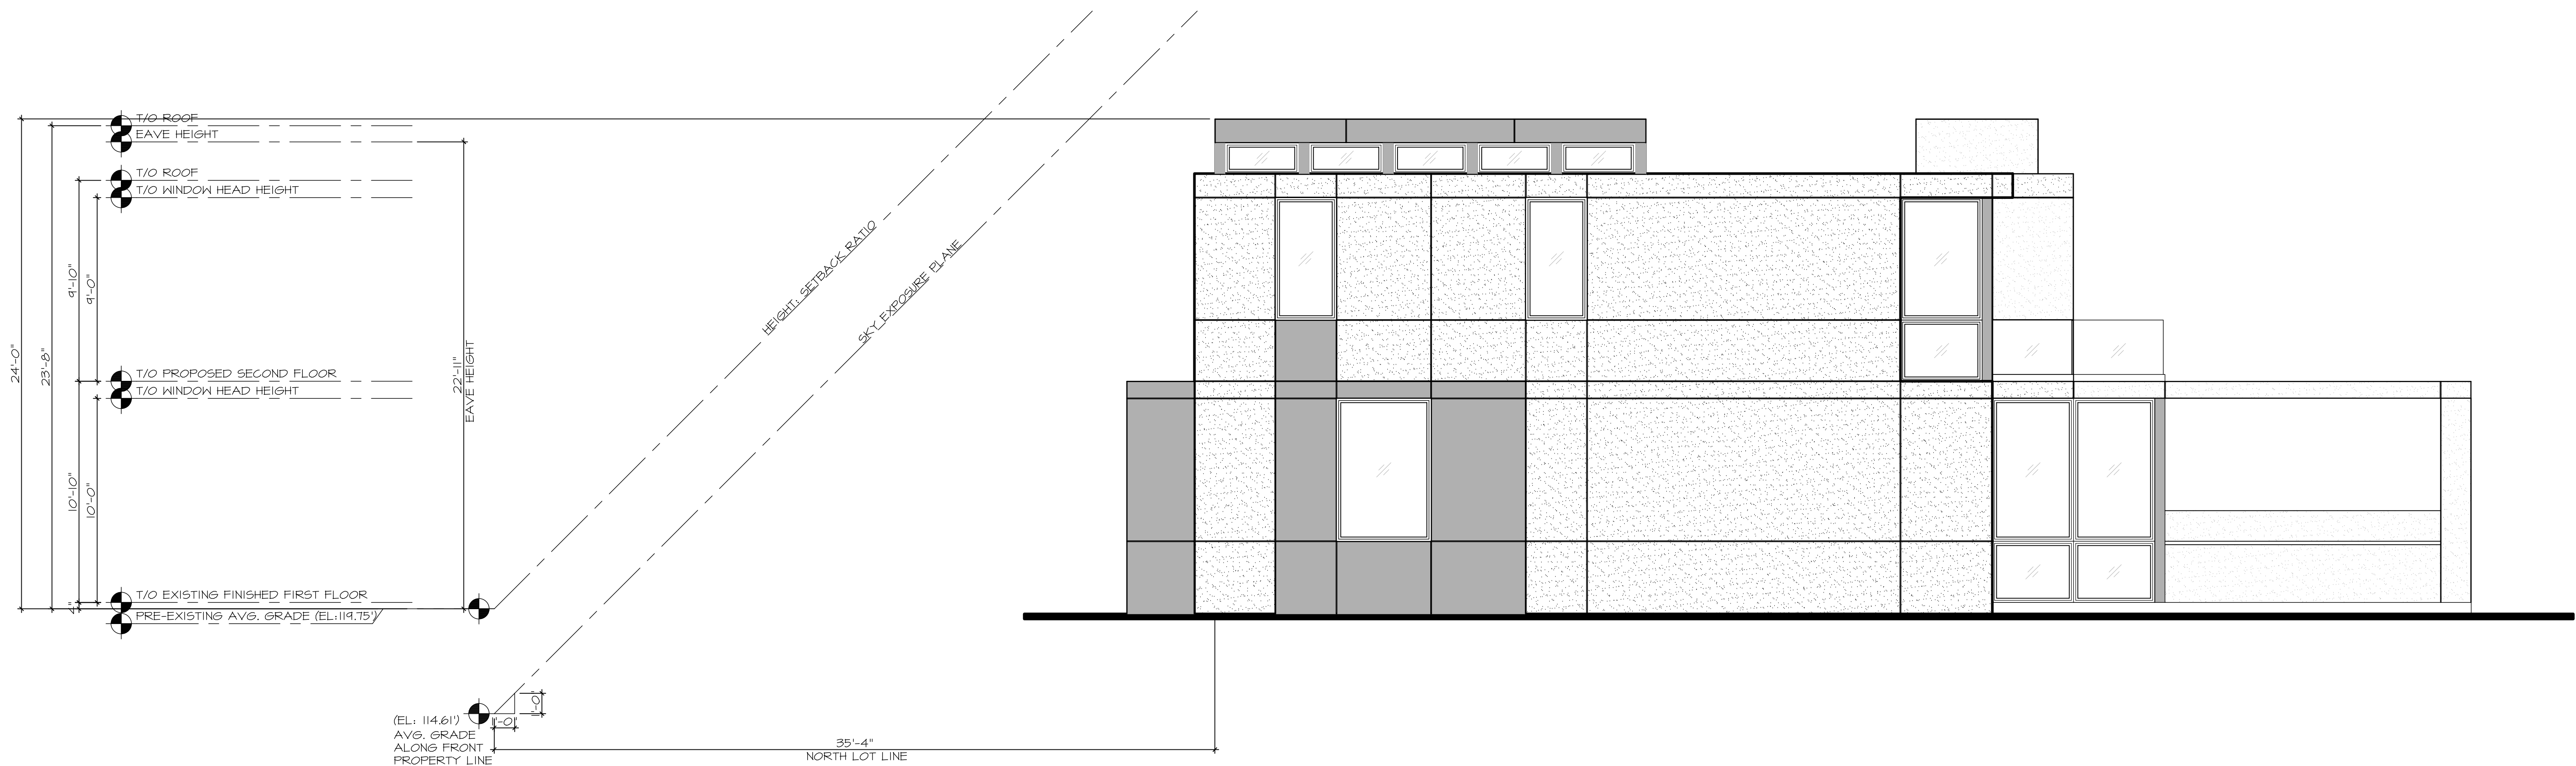 T/O ROOF
EAVE HEIGHT
T/O ROOF
T/O WINDOW HEAD HEIGHT
HEIGHT: SETBACK RATIO
SKY EXPOSURE PLANE
9'-10"
9'-0"
24'-0"
23'-8"
22'-11"
EAVE HEIGHT
T/O PROPOSED SECOND FLOOR
T/O WINDOW HEAD HEIGHT
10'-10"
10'-0"
T/O EXISTING FINISHED FIRST FLOOR
4"
PRE-EXISTING AVG. GRADE (EL:119.75')
1'-0"
1'-0"
(EL: 114.61')
AVG. GRADE
ALONG FRONT
PROPERTY LINE
35'-4"
NORTH LOT LINE